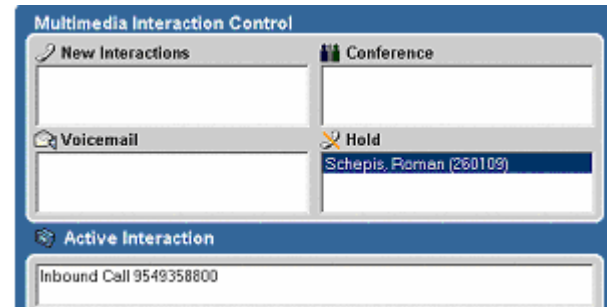 Multimedia Interaction Control
New Interactions
Conference
Voicemail
Hold
Schepis, Roman (260109)
Active Interaction
Inbound Call 9549358800